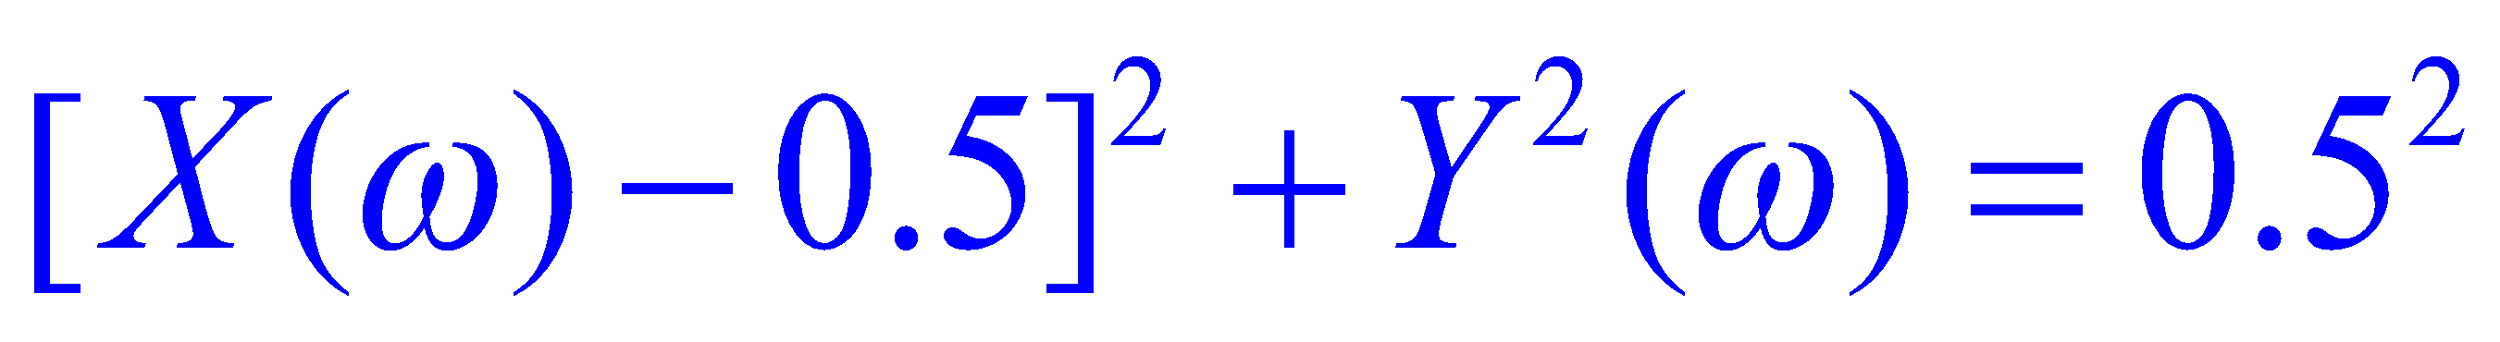 [X(ω)−0.5]² + Y²(ω) = 0.5²